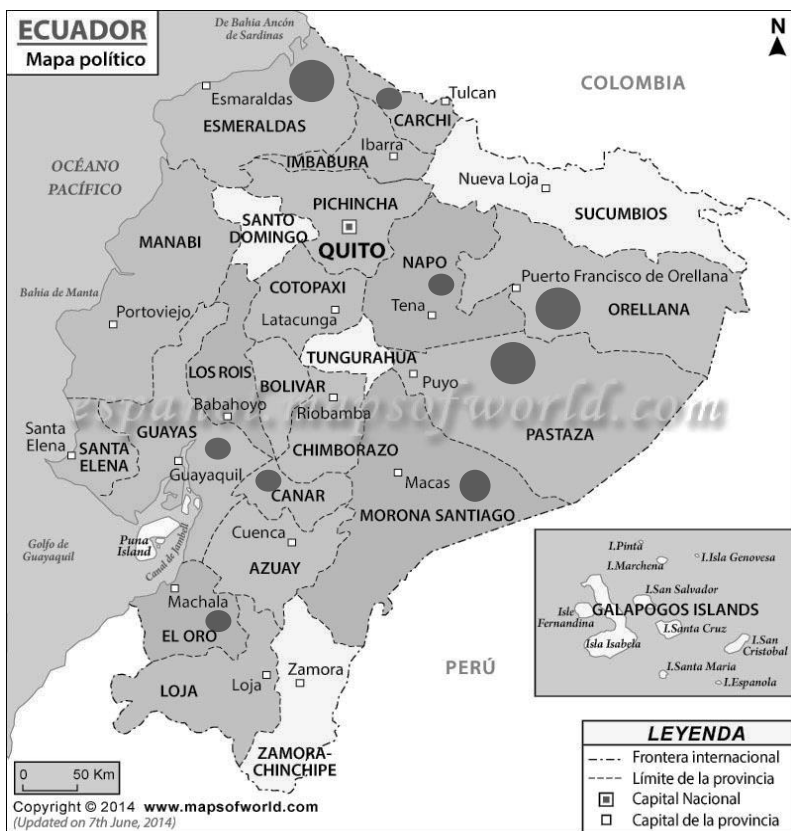 ECUADOR
Mapa político
De Bahia Ancón
de Sardinas
N
COLOMBIA
Esmaraldas
ESMERALDAS
Tulcan
CARCHI
Ibarra
IMBABURA
OCÉANO
PACÍFICO
Nueva Loja
SUCUMBIOS
PICHINCHA
SANTO
DOMINGO
QUITO
MANABI
NAPO
COTOPAXI
Puerto Francisco de Orellana
ORELLANA
Bahia de Manta
Portoviejo
Latacunga
Tena
TUNGURAHUA
LOS ROIS
BOLIVAR
Puyo
Babahoyo
Riobamba
espanol.mapsofworld.com
PASTAZA
Santa
Elena
SANTA
ELENA
GUAYAS
CHIMBORAZO
Guayaquil
Macas
CANAR
MORONA SANTIAGO
Puna
Island
Canal de Jambeli
Golfo de
Guayaquil
Cuenca
AZUAY
Machala
EL ORO
LOJA
Loja
Zamora
ZAMORA-
CHINCHIPE
PERÚ
I.Pinta
I.Marchena
I.Isla Genovesa
I.San Salvador
GALAPOGOS ISLANDS
Isle
Fernandina
I.Santa Cruz
Isla Isabela
I.San
Cristobal
I.Santa Maria
I.Espanola
LEYENDA
Frontera internacional
Límite de la provincia
Capital Nacional
Capital de la provincia
0 50 Km
Copyright © 2014 www.mapsofworld.com
(Updated on 7th June, 2014)